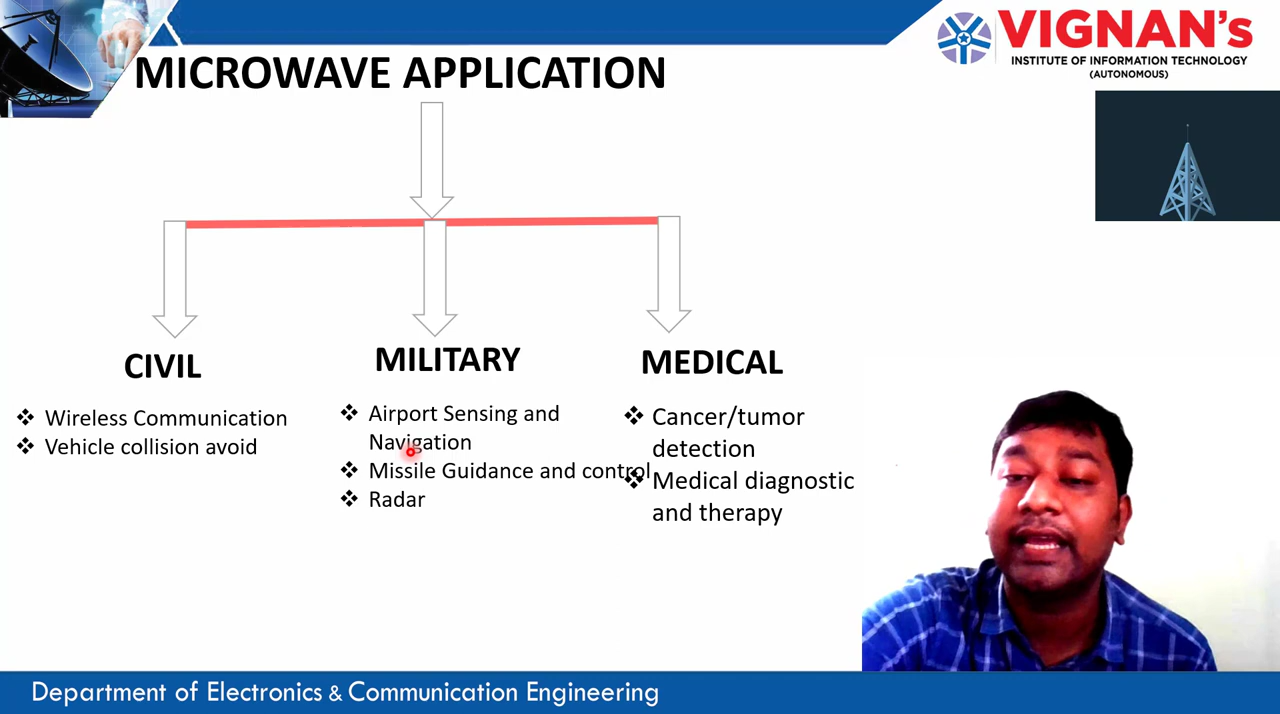 VIGNAN's
INSTITUTE OF INFORMATION TECHNOLOGY
(AUTONOMOUS)
MICROWAVE APPLICATION
CIVIL
❖ Wireless Communication
❖ Vehicle collision avoid
MILITARY
❖ Airport Sensing and
Navigation
❖ Missile Guidance and control
❖ Radar
MEDICAL
❖ Cancer/tumor
detection
❖ Medical diagnostic
and therapy
Department of Electronics & Communication Engineering